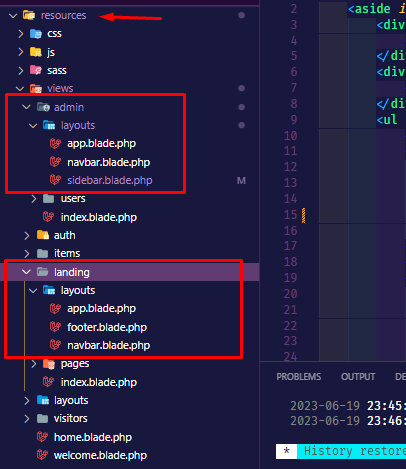 resources
css
js
sass
views
admin
layouts
app.blade.php
navbar.blade.php
sidebar.blade.php M
users
index.blade.php
auth
items
landing
layouts
app.blade.php
footer.blade.php
navbar.blade.php
pages
index.blade.php
layouts
visitors
home.blade.php
welcome.blade.php
2 <aside i
3 <div
4
5 </div
6 <div
7
8 </div
9 <ul
10
11
12
13
14
15
16
17
18
19
20
21
22
23
24
PROBLEMS OUTPUT DE
2023-06-19 23:45:
2023-06-19 23:46:
* History restore